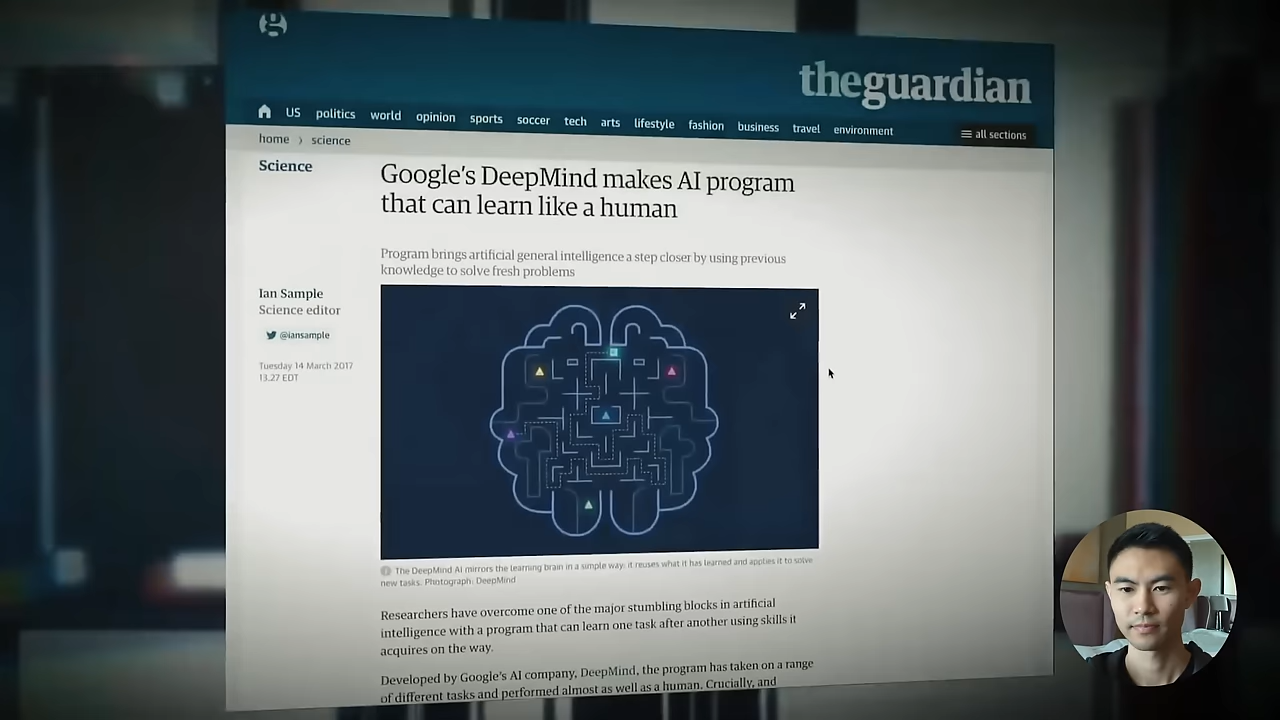 theguardian
US politics world opinion sports soccer tech arts lifestyle fashion business travel environment all sections
home › science
Science
Google's DeepMind makes AI program
that can learn like a human
Program brings artificial general intelligence a step closer by using previous
knowledge to solve fresh problems
Ian Sample
Science editor
@iansample
Tuesday 14 March 2017
13.27 EDT
The DeepMind AI mirrors the learning brain in a simple way: it reuses what it has learned and applies it to solve
new tasks. Photograph: DeepMind
Researchers have overcome one of the major stumbling blocks in artificial
intelligence with a program that can learn one task after another using skills it
acquires on the way.
Developed by Google's AI company, DeepMind, the program has taken on a range
of different tasks and performed almost as well as a human. Crucially, and